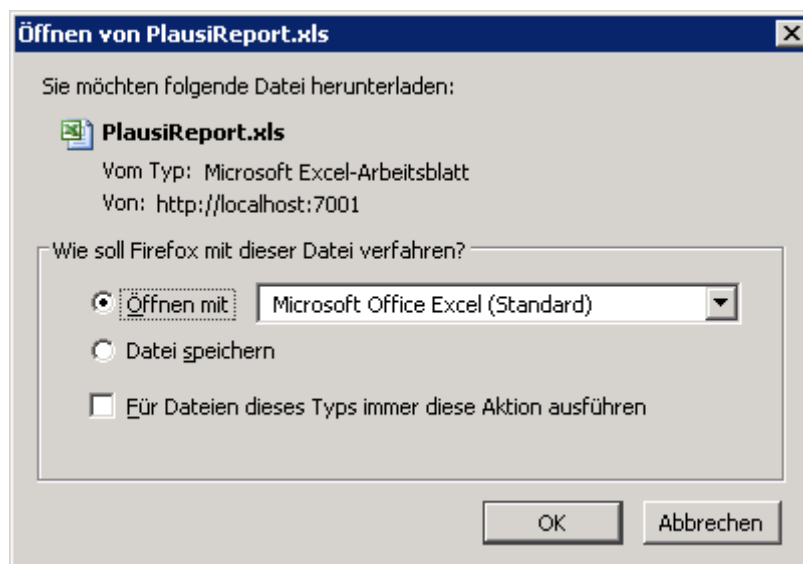 Öffnen von PlausiReport.xls
Sie möchten folgende Datei herunterladen:
PlausiReport.xls
Vom Typ: Microsoft Excel-Arbeitsblatt
Von: http://localhost:7001
Wie soll Firefox mit dieser Datei verfahren?
Öffnen mit Microsoft Office Excel (Standard)
Datei speichern
Für Dateien dieses Typs immer diese Aktion ausführen
OK Abbrechen